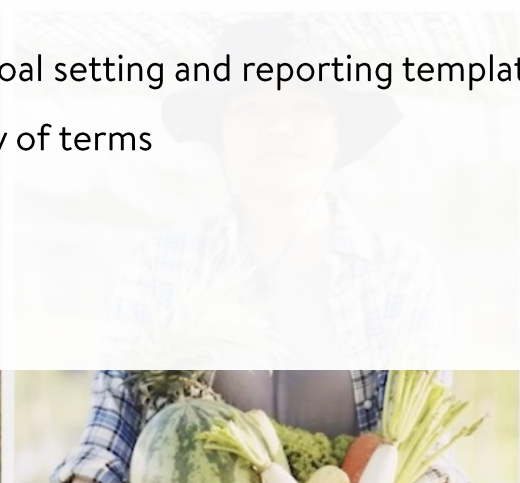 oal setting and reporting templat
y of terms